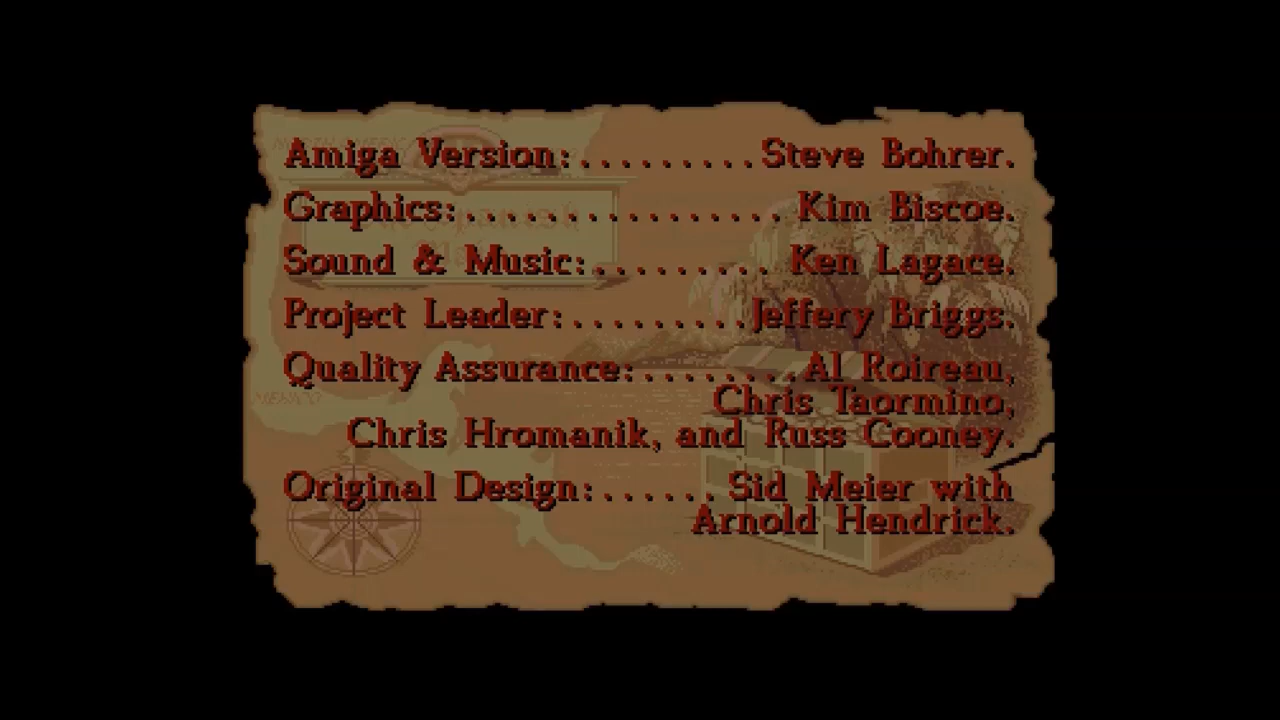 Amiga Version:.........Steve Bohrer.
Graphics:................Kim Biscoe.
Sound & Music:.........Ken Lagace.
Project Leader:.........Jeffery Briggs.
Quality Assurance:........Al Roireau,
Chris Taormino,
Chris Hromanik, and Russ Cooney.
Original Design:......Sid Meier with
Arnold Hendrick.